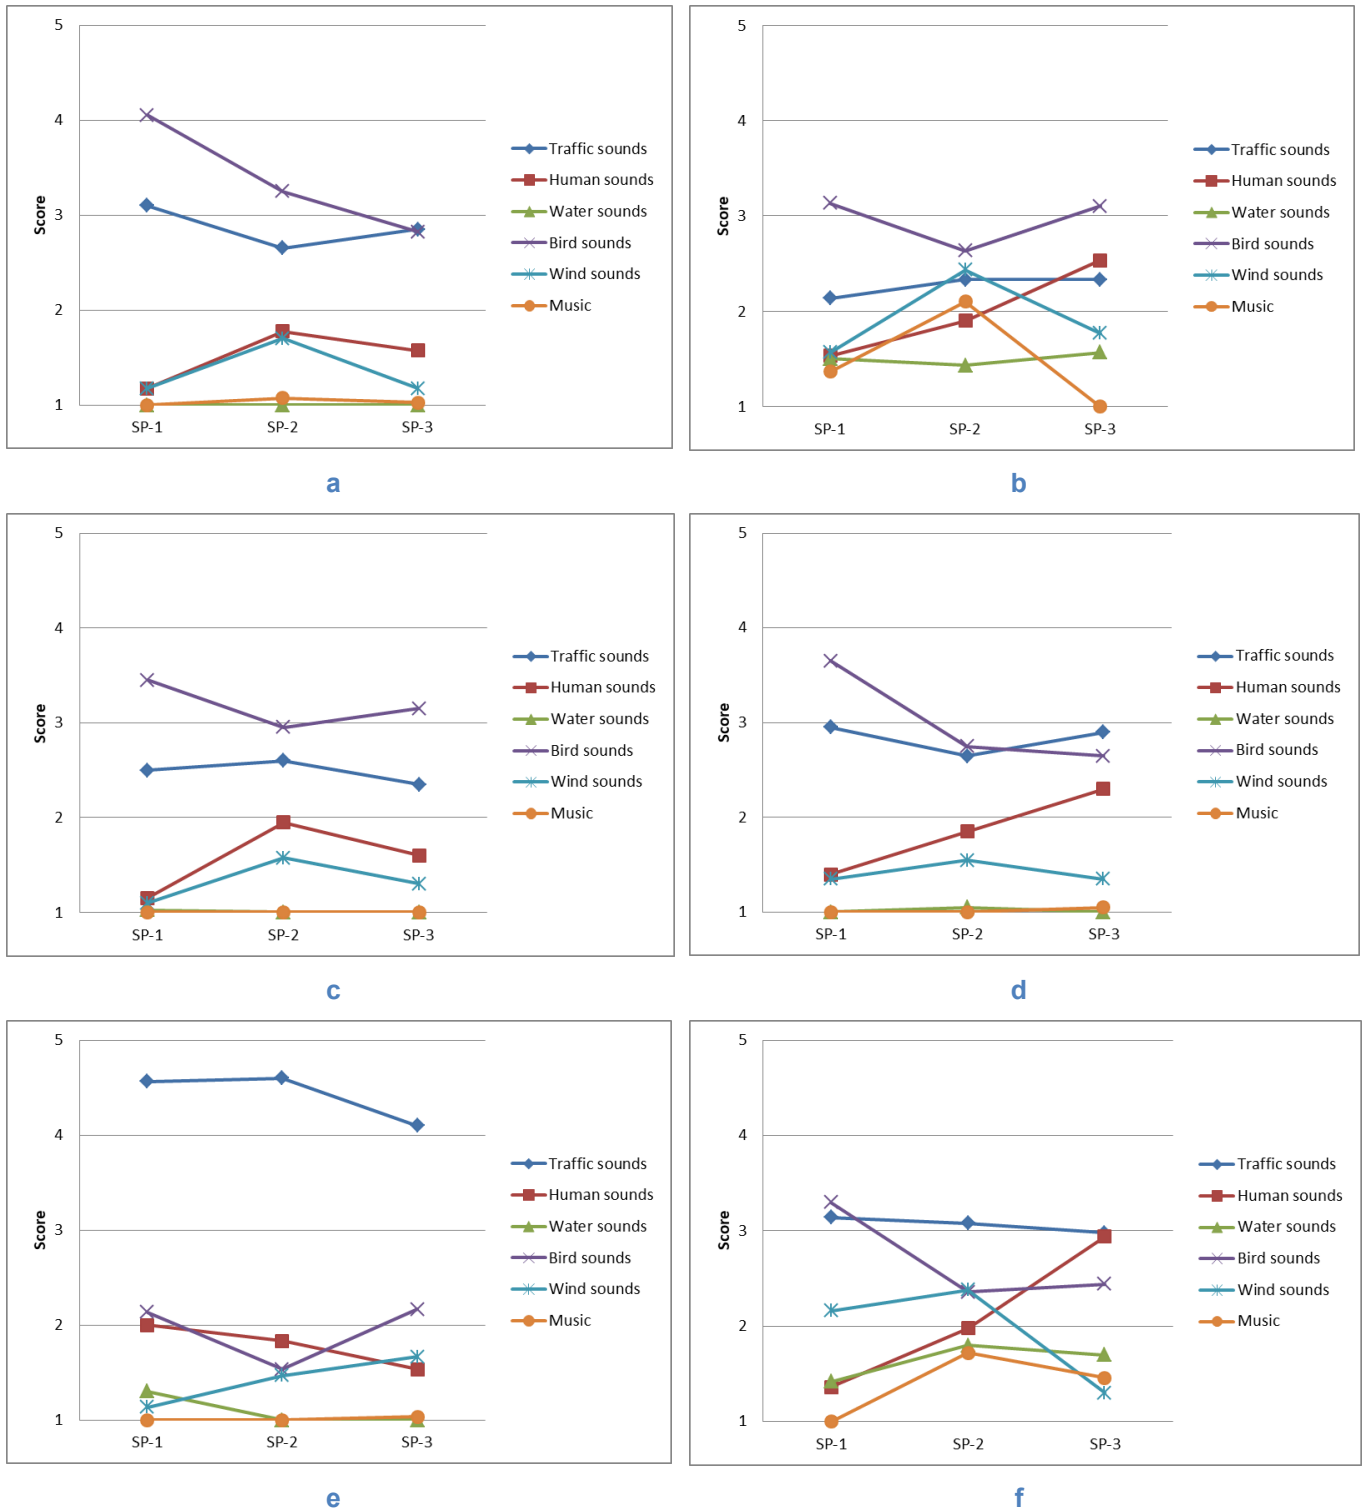 5
4
3
2
1
Score
SP-1 SP-2 SP-3
Traffic sounds
Human sounds
Water sounds
Bird sounds
Wind sounds
Music
a
5
4
3
2
1
Score
SP-1 SP-2 SP-3
Traffic sounds
Human sounds
Water sounds
Bird sounds
Wind sounds
Music
b
5
4
3
2
1
Score
SP-1 SP-2 SP-3
Traffic sounds
Human sounds
Water sounds
Bird sounds
Wind sounds
Music
c
5
4
3
2
1
Score
SP-1 SP-2 SP-3
Traffic sounds
Human sounds
Water sounds
Bird sounds
Wind sounds
Music
d
5
4
3
2
1
Score
SP-1 SP-2 SP-3
Traffic sounds
Human sounds
Water sounds
Bird sounds
Wind sounds
Music
e
5
4
3
2
1
Score
SP-1 SP-2 SP-3
Traffic sounds
Human sounds
Water sounds
Bird sounds
Wind sounds
Music
f